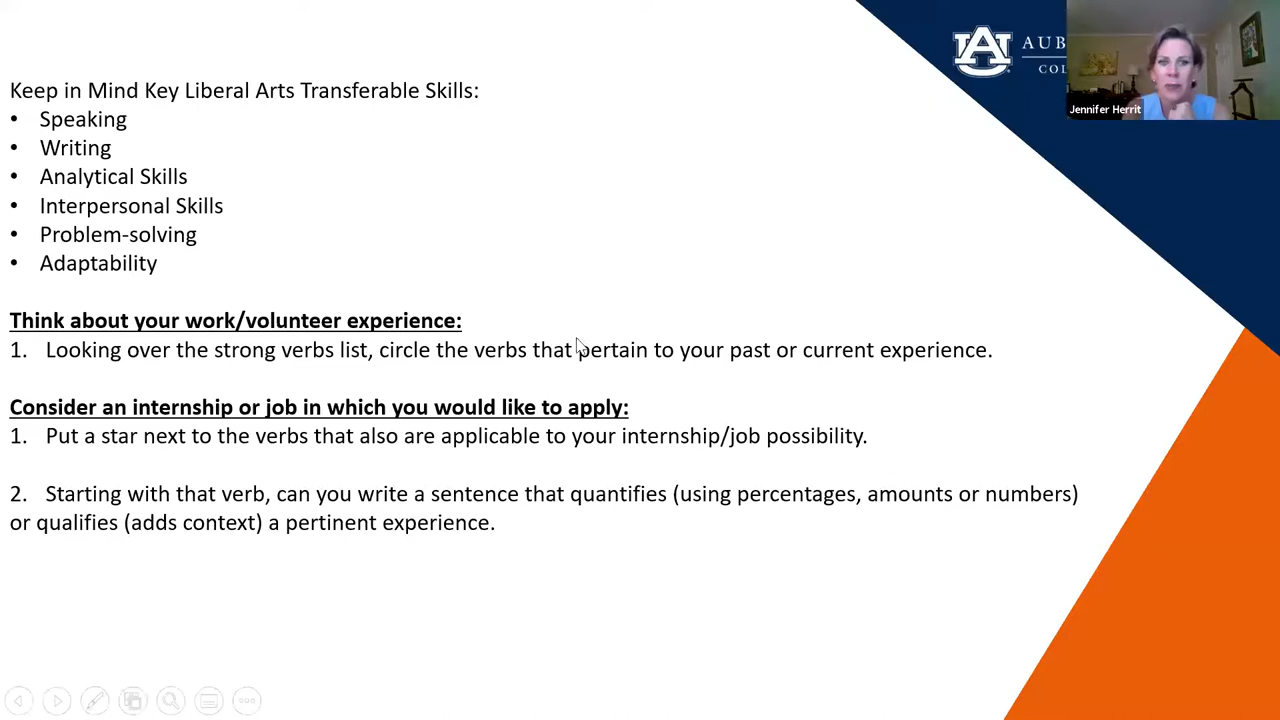 AUB
COL
Jennifer Herrit
Keep in Mind Key Liberal Arts Transferable Skills:
• Speaking
• Writing
• Analytical Skills
• Interpersonal Skills
• Problem-solving
• Adaptability
Think about your work/volunteer experience:
1. Looking over the strong verbs list, circle the verbs that pertain to your past or current experience.
Consider an internship or job in which you would like to apply:
1. Put a star next to the verbs that also are applicable to your internship/job possibility.
2. Starting with that verb, can you write a sentence that quantifies (using percentages, amounts or numbers)
or qualifies (adds context) a pertinent experience.